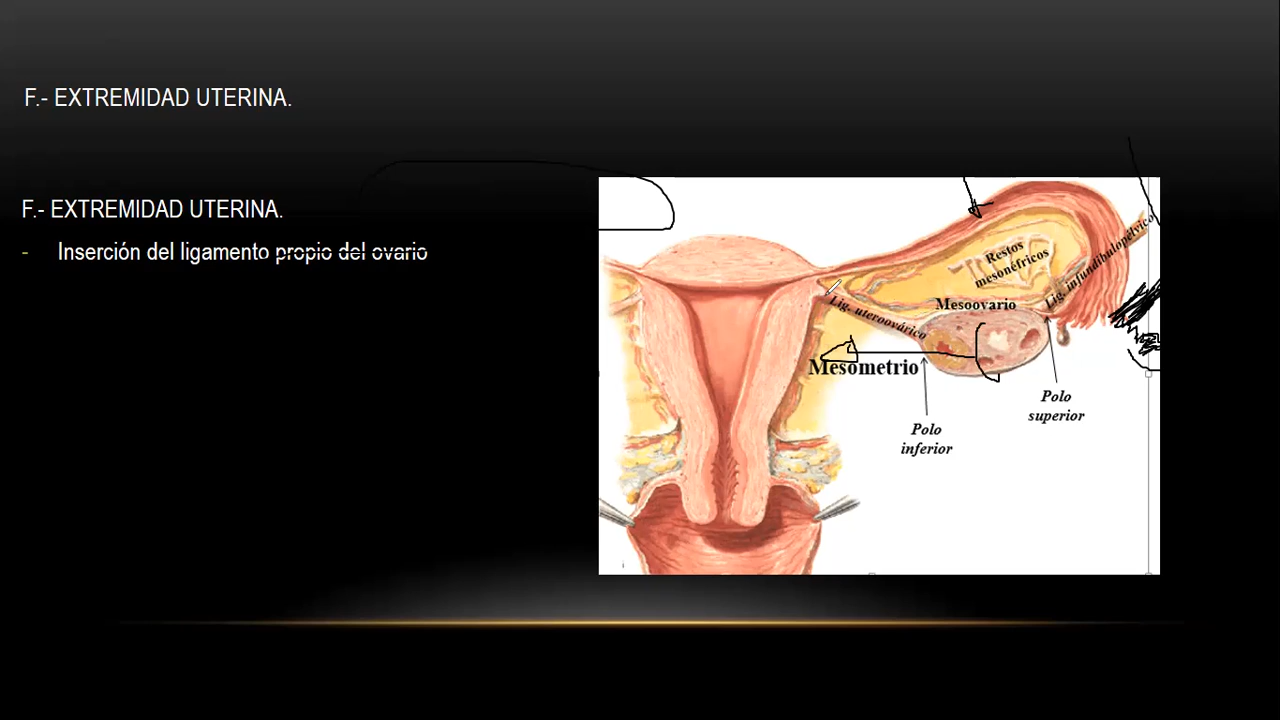 F.- EXTREMIDAD UTERINA.
F.- EXTREMIDAD UTERINA.
- Inserción del ligamento propio del ovario
Restos
mesonéfricos
Lig. infundibulopélvico
Mesoovario
Lig. uteroovárico
Mesometrio
Polo
superior
Polo
inferior